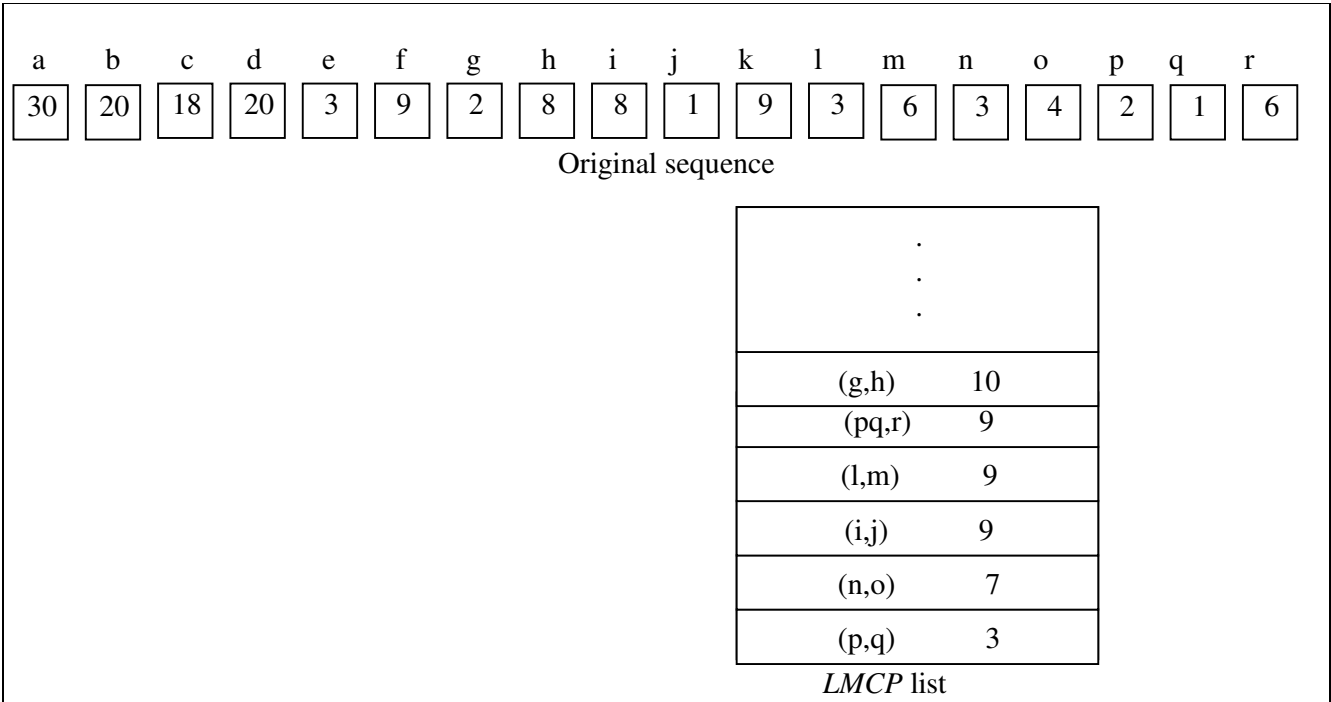 a b c d e f g h i j k l m n o p q r
30 20 18 20 3 9 2 8 8 1 9 3 6 3 4 2 1 6
Original sequence
.
.
.
(g,h) 10
(pq,r) 9
(l,m) 9
(i,j) 9
(n,o) 7
(p,q) 3
LMCP list